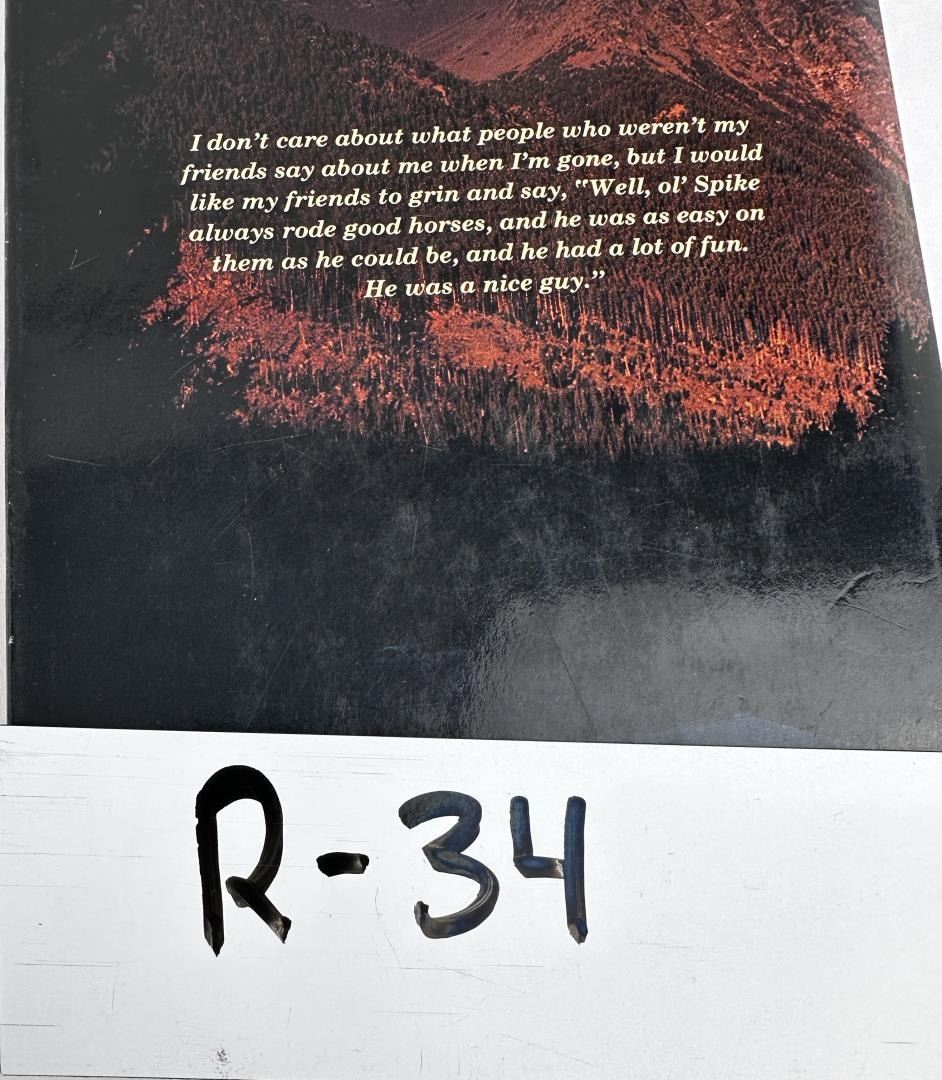 I don’t care about what people who weren’t my
friends say about me when I’m gone, but I would
like my friends to grin and say, “Well, ol’ Spike
always rode good horses, and he was as easy on
them as he could be, and he had a lot of fun.
He was a nice guy.”
R-34